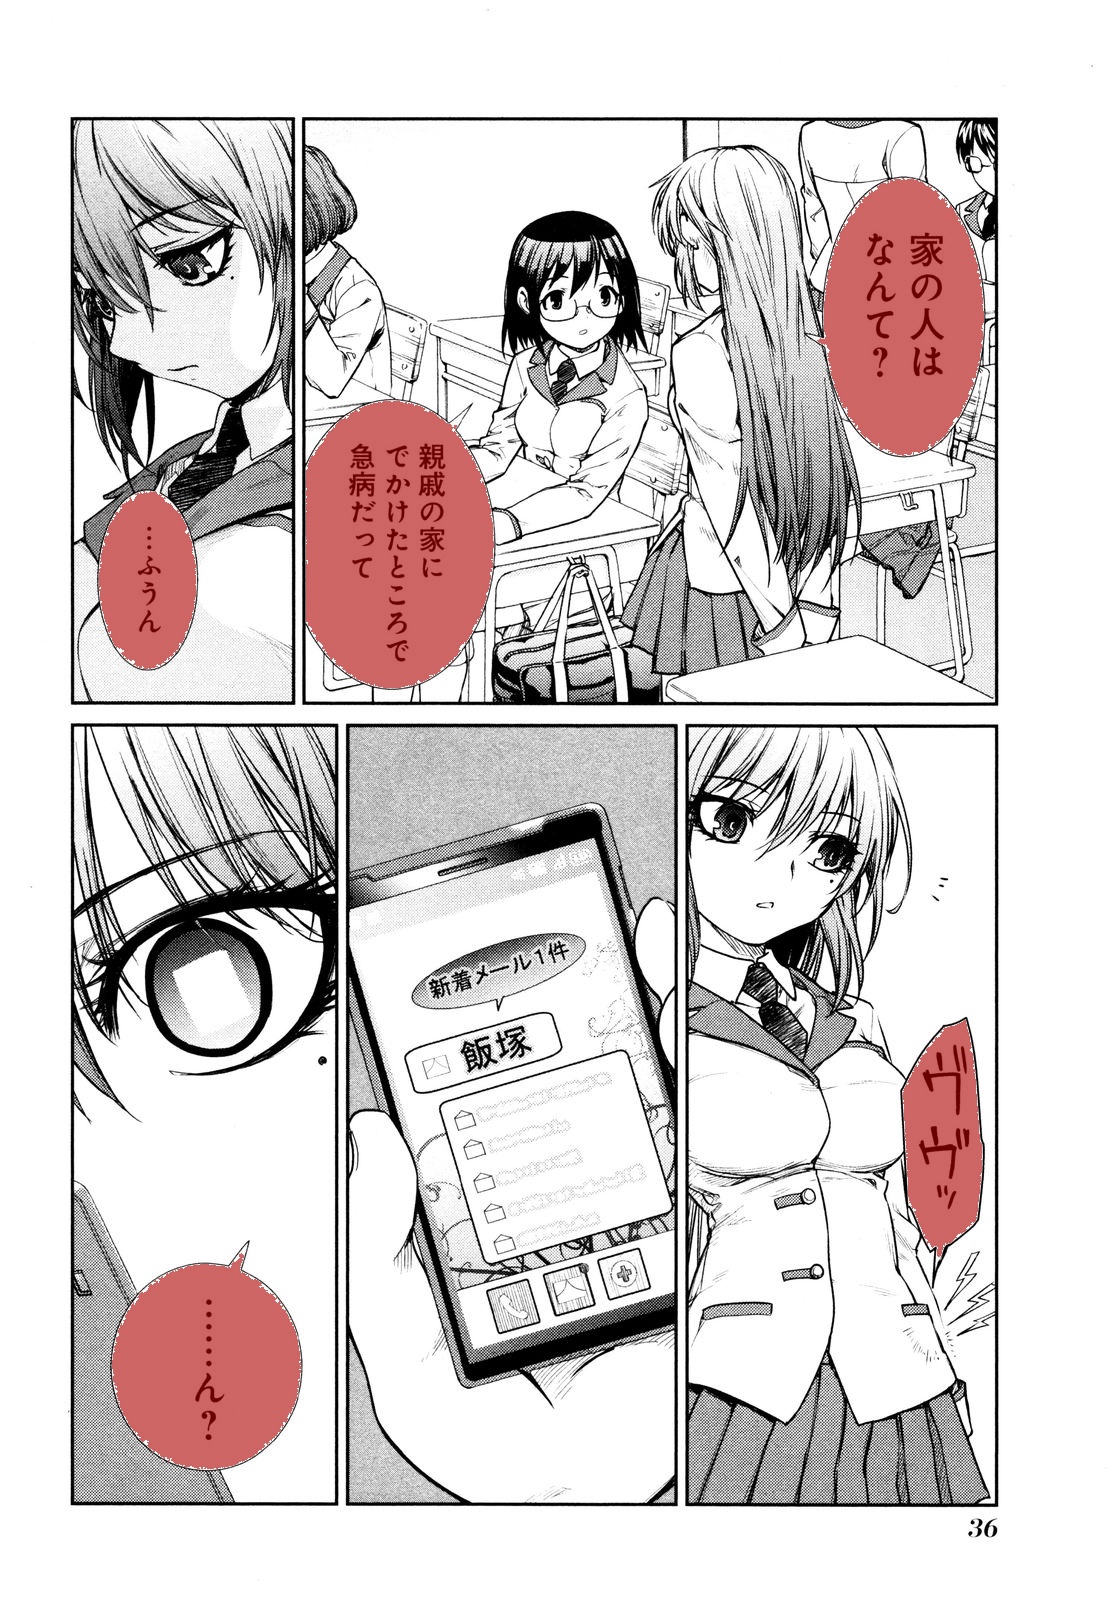 家の人は
なんて？
親戚の家に
でかけたところで
急病だって
…ふうん
ヴヴッ
新着メール1件
飯塚
……ん？
36